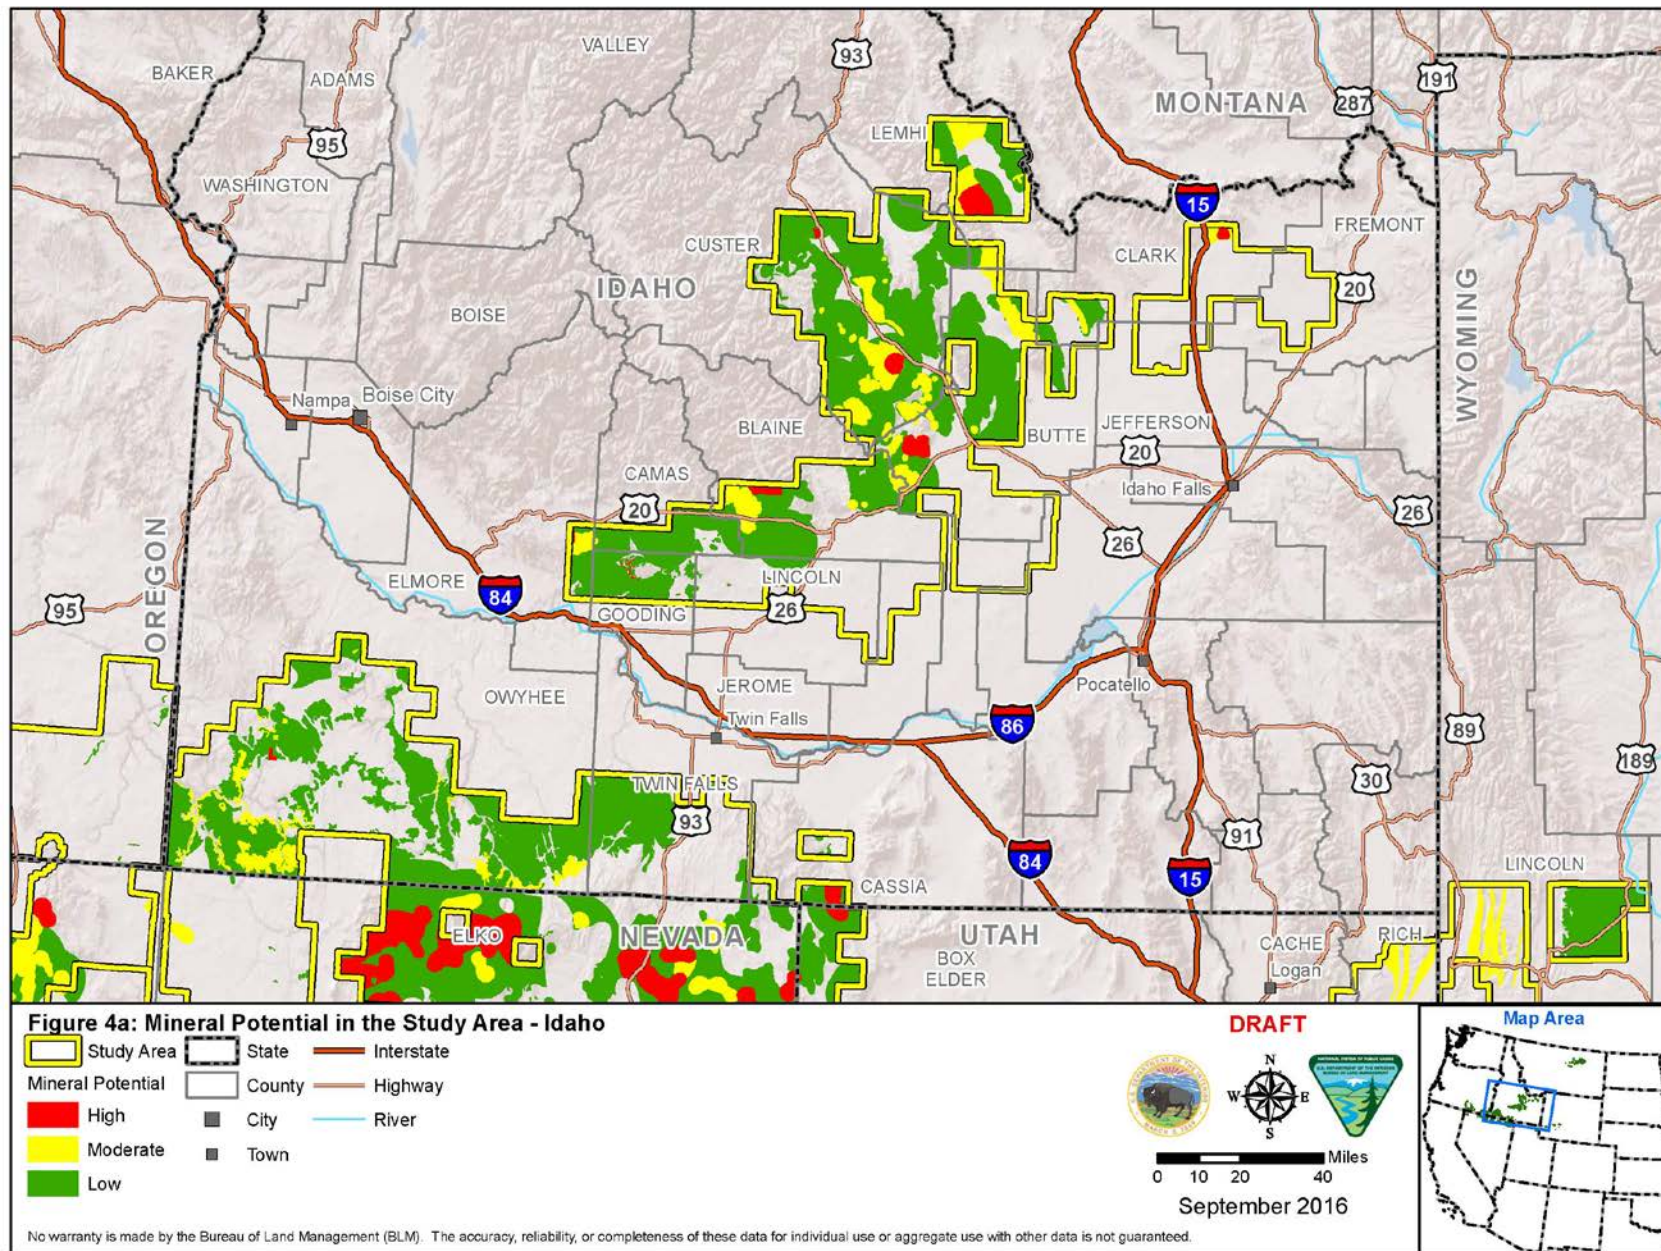 VALLEY
93
BAKER
ADAMS
191
MONTANA
287
LEMHI
95
WASHINGTON
15
FREMONT
CUSTER
CLARK
IDAHO
20
WYOMING
BOISE
Nampa
Boise City
BLAINE
BUTTE
JEFFERSON
20
CAMAS
Idaho Falls
20
26
OREGON
26
ELMORE
LINCOLN
84
95
26
GOODING
Pocatello
OWYHEE
JEROME
Twin Falls
86
89
189
30
TWIN FALLS
93
91
84
LINCOLN
15
CASSIA
ELKO
NEVADA
UTAH
CACHE
RICH
BOX
ELDER
Logan
Figure 4a: Mineral Potential in the Study Area - Idaho
Study Area
State
Interstate
Mineral Potential
County
Highway
High
City
River
Moderate
Town
Low
DRAFT
N
W E
S
Miles
0 10 20 40
September 2016
Map Area
No warranty is made by the Bureau of Land Management (BLM). The accuracy, reliability, or completeness of these data for individual use or aggregate use with other data is not guaranteed.